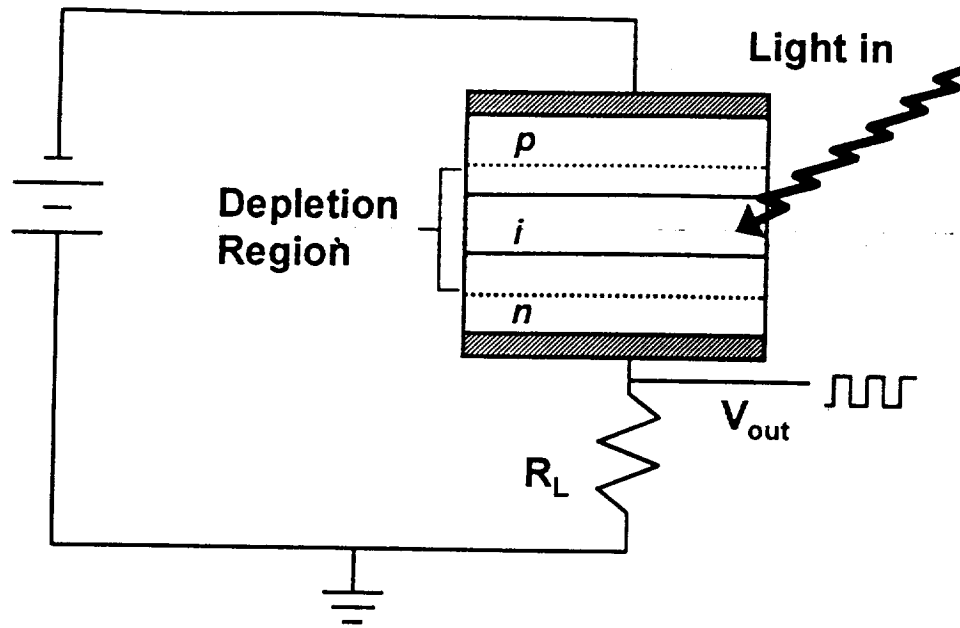 Light in
p
Depletion
Region
i
n
V_out
R_L